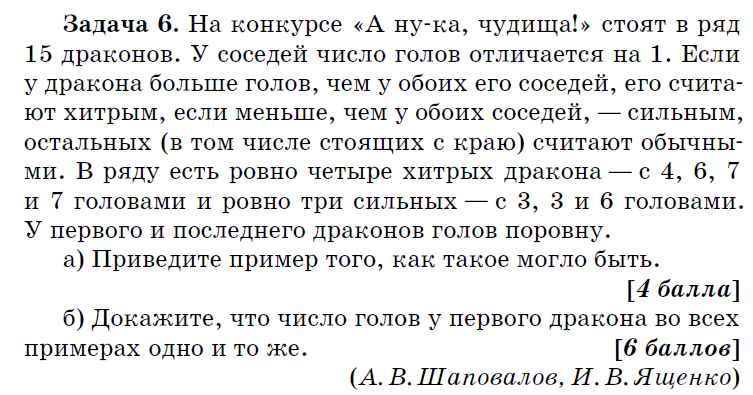 Задача 6. На конкурсе «А ну-ка, чудища!» стоят в ряд
15 драконов. У соседей число голов отличается на 1. Если
у дракона больше голов, чем у обоих его соседей, его счита-
ют хитрым, если меньше, чем у обоих соседей, — сильным,
остальных (в том числе стоящих с краю) считают обычны-
ми. В ряду есть ровно четыре хитрых дракона — с 4, 6, 7
и 7 головами и ровно три сильных — с 3, 3 и 6 головами.
У первого и последнего драконов голов поровну.
а) Приведите пример того, как такое могло быть.
[4 балла]
б) Докажите, что число голов у первого дракона во всех
примерах одно и то же. [6 баллов]
(А. В. Шаповалов, И. В. Ященко)